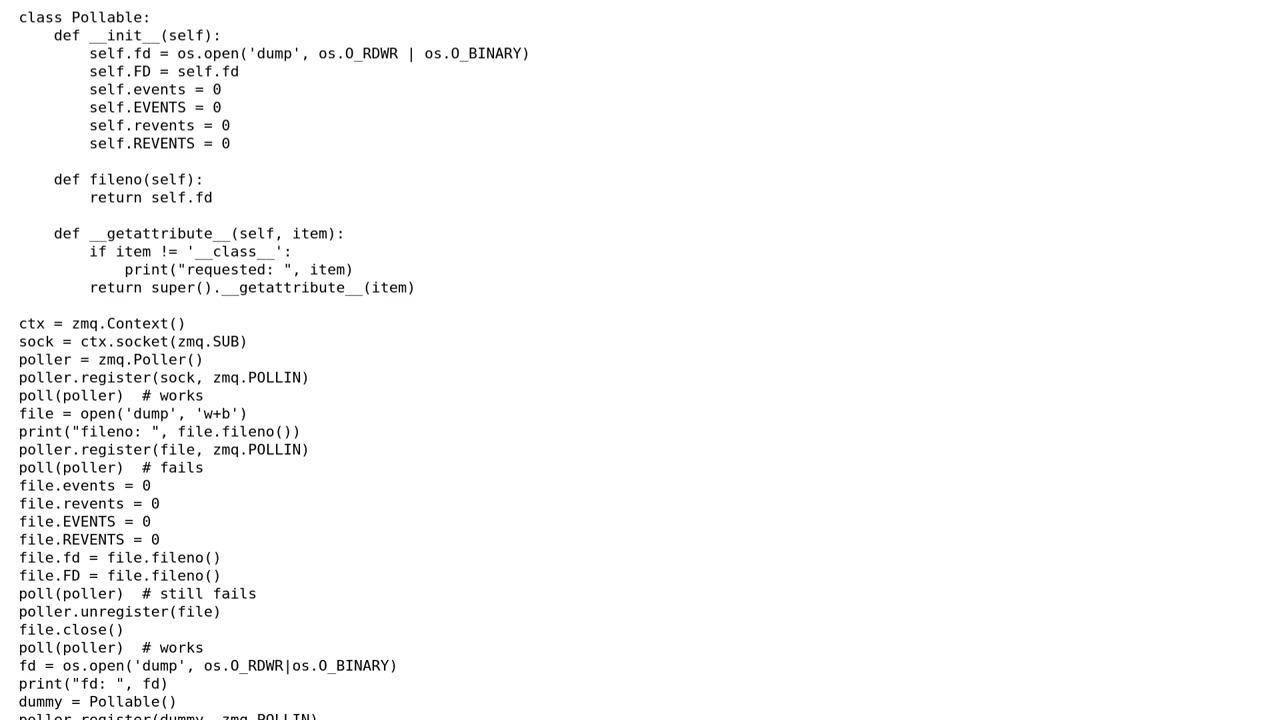 class Pollable:
    def __init__(self):
        self.fd = os.open('dump', os.O_RDWR | os.O_BINARY)
        self.FD = self.fd
        self.events = 0
        self.EVENTS = 0
        self.revents = 0
        self.REVENTS = 0

    def fileno(self):
        return self.fd

    def __getattribute__(self, item):
        if item != '__class__':
            print("requested: ", item)
        return super().__getattribute__(item)

ctx = zmq.Context()
sock = ctx.socket(zmq.SUB)
poller = zmq.Poller()
poller.register(sock, zmq.POLLIN)
poll(poller)  # works
file = open('dump', 'w+b')
print("fileno: ", file.fileno())
poller.register(file, zmq.POLLIN)
poll(poller)  # fails
file.events = 0
file.revents = 0
file.EVENTS = 0
file.REVENTS = 0
file.fd = file.fileno()
file.FD = file.fileno()
poll(poller)  # still fails
poller.unregister(file)
file.close()
poll(poller)  # works
fd = os.open('dump', os.O_RDWR|os.O_BINARY)
print("fd: ", fd)
dummy = Pollable()
poller.register(dummy, zmq.POLLIN)